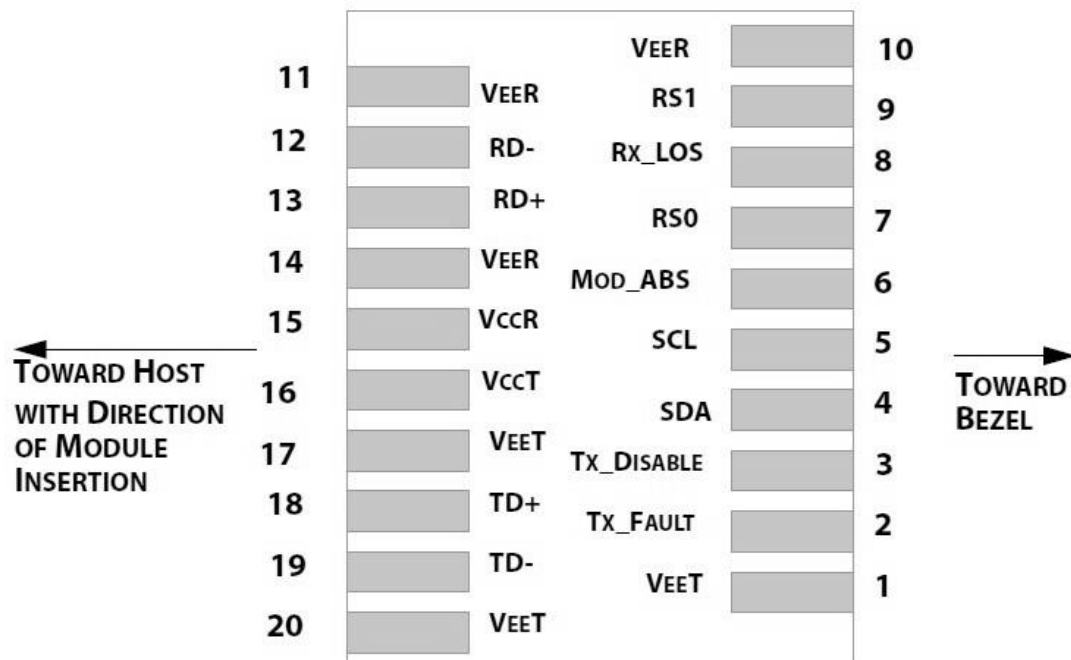 VEER 10
11 VEER
RS1 9
12 RD-
RX_LOS 8
13 RD+
RS0 7
14 VEER
MOD_ABS 6
15 VCCR
SCL 5
TOWARD HOST
WITH DIRECTION
OF MODULE
INSERTION
TOWARD
BEZEL
16 VCCT
SDA 4
17 VEET
TX_DISABLE 3
18 TD+
TX_FAULT 2
19 TD-
VEET 1
20 VEET